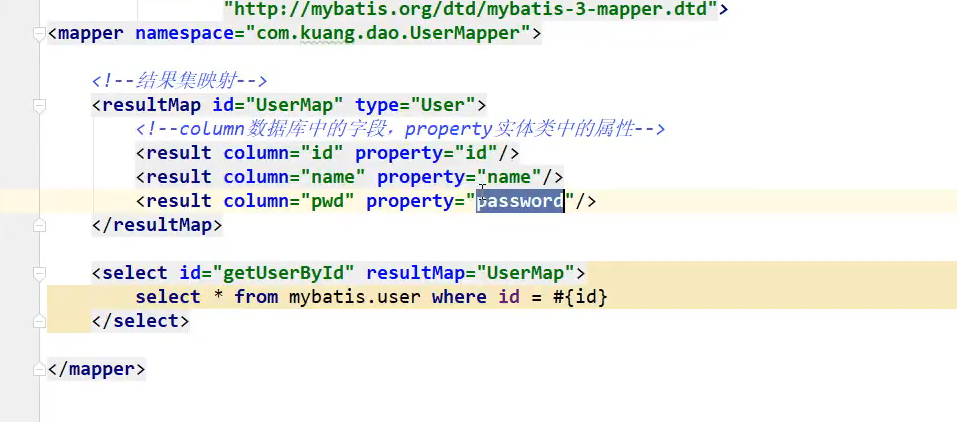 "http://mybatis.org/dtd/mybatis-3-mapper.dtd">
<mapper namespace="com.kuang.dao.UserMapper">
<!--结果集映射-->
<resultMap id="UserMap" type="User">
<!--column数据库中的字段，property实体类中的属性-->
<result column="id" property="id"/>
<result column="name" property="name"/>
<result column="pwd" property="password"/>
</resultMap>
<select id="getUserById" resultMap="UserMap">
select * from mybatis.user where id = #{id}
</select>
</mapper>